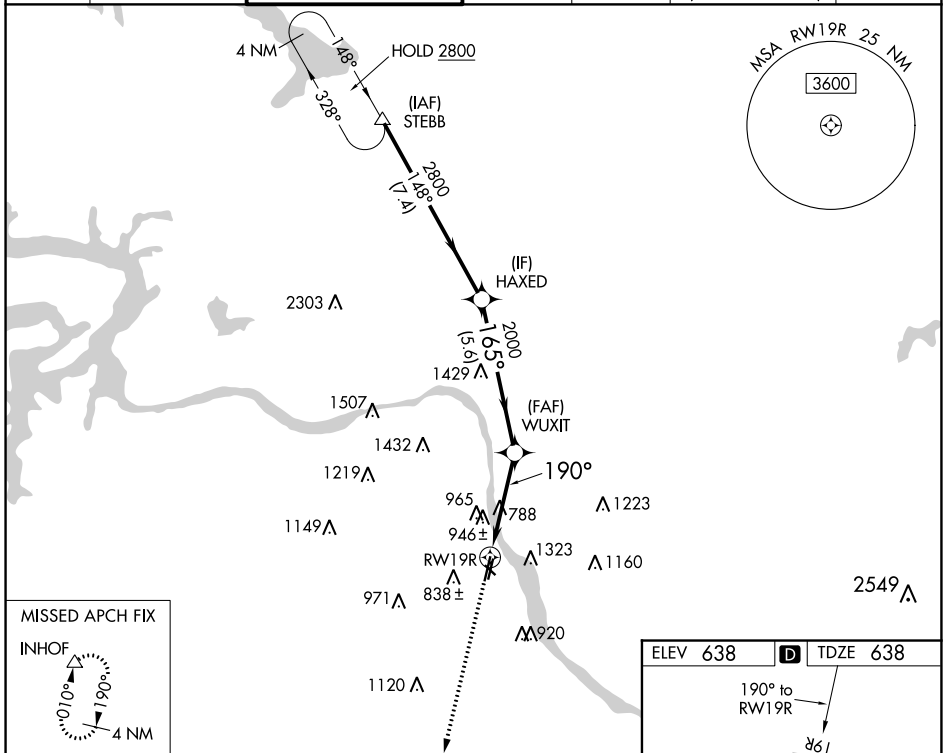 4 NM
148°
328°
HOLD 2800
(IAF)
STEBB
MSA RW19R 25 NM
3600
2800
148°
(7.4)
(IF)
HAXED
2303
2000
165°
(5.6)
1429
1507
(FAF)
WUXIT
1432
190°
1219
965
788
1223
946±
1149
RW19R
1323
1160
838±
971
2549
920
1120
MISSED APCH FIX
INHOF
010°
190°
4 NM
ELEV 638
D
TDZE 638
190° to
RW19R
19R